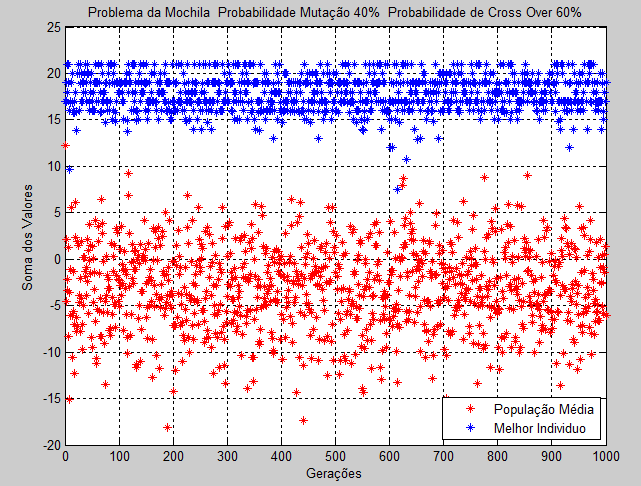 Problema da Mochila Probabilidade Mutação 40% Probabilidade de Cross Over 60%
25
20
15
10
5
0
-5
-10
-15
-20
Soma dos Valores
0 100 200 300 400 500 600 700 800 900 1000
Gerações
População Média
Melhor Individuo